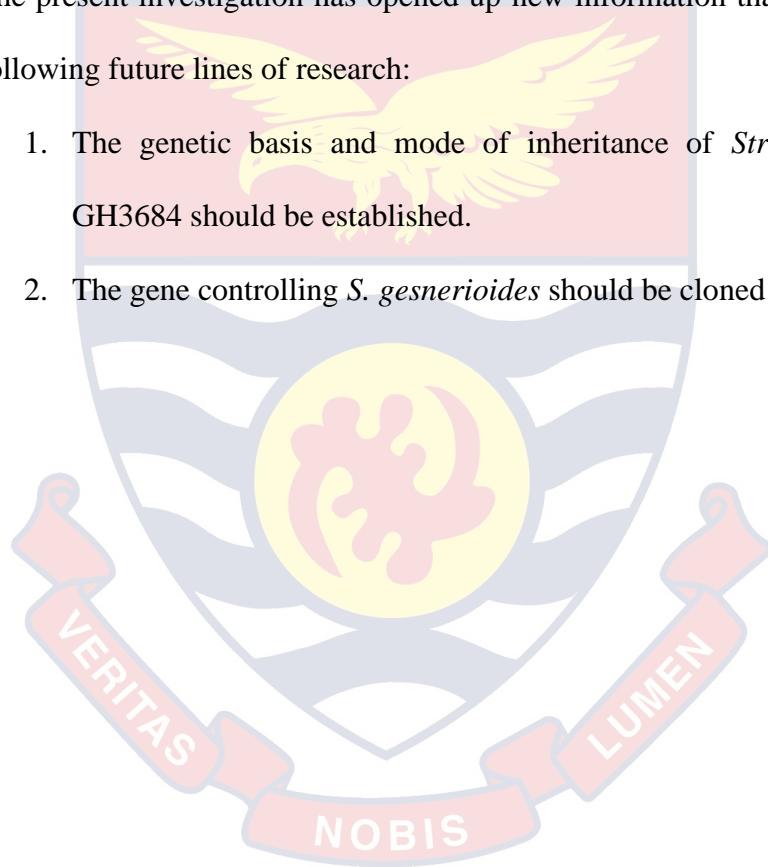 he present investigation has opened up new information tha
ollowing future lines of research:
1. The genetic basis and mode of inheritance of Str
GH3684 should be established.
2. The gene controlling S. gesnerioides should be cloned
VERITAS
NOBIS
LUMEN